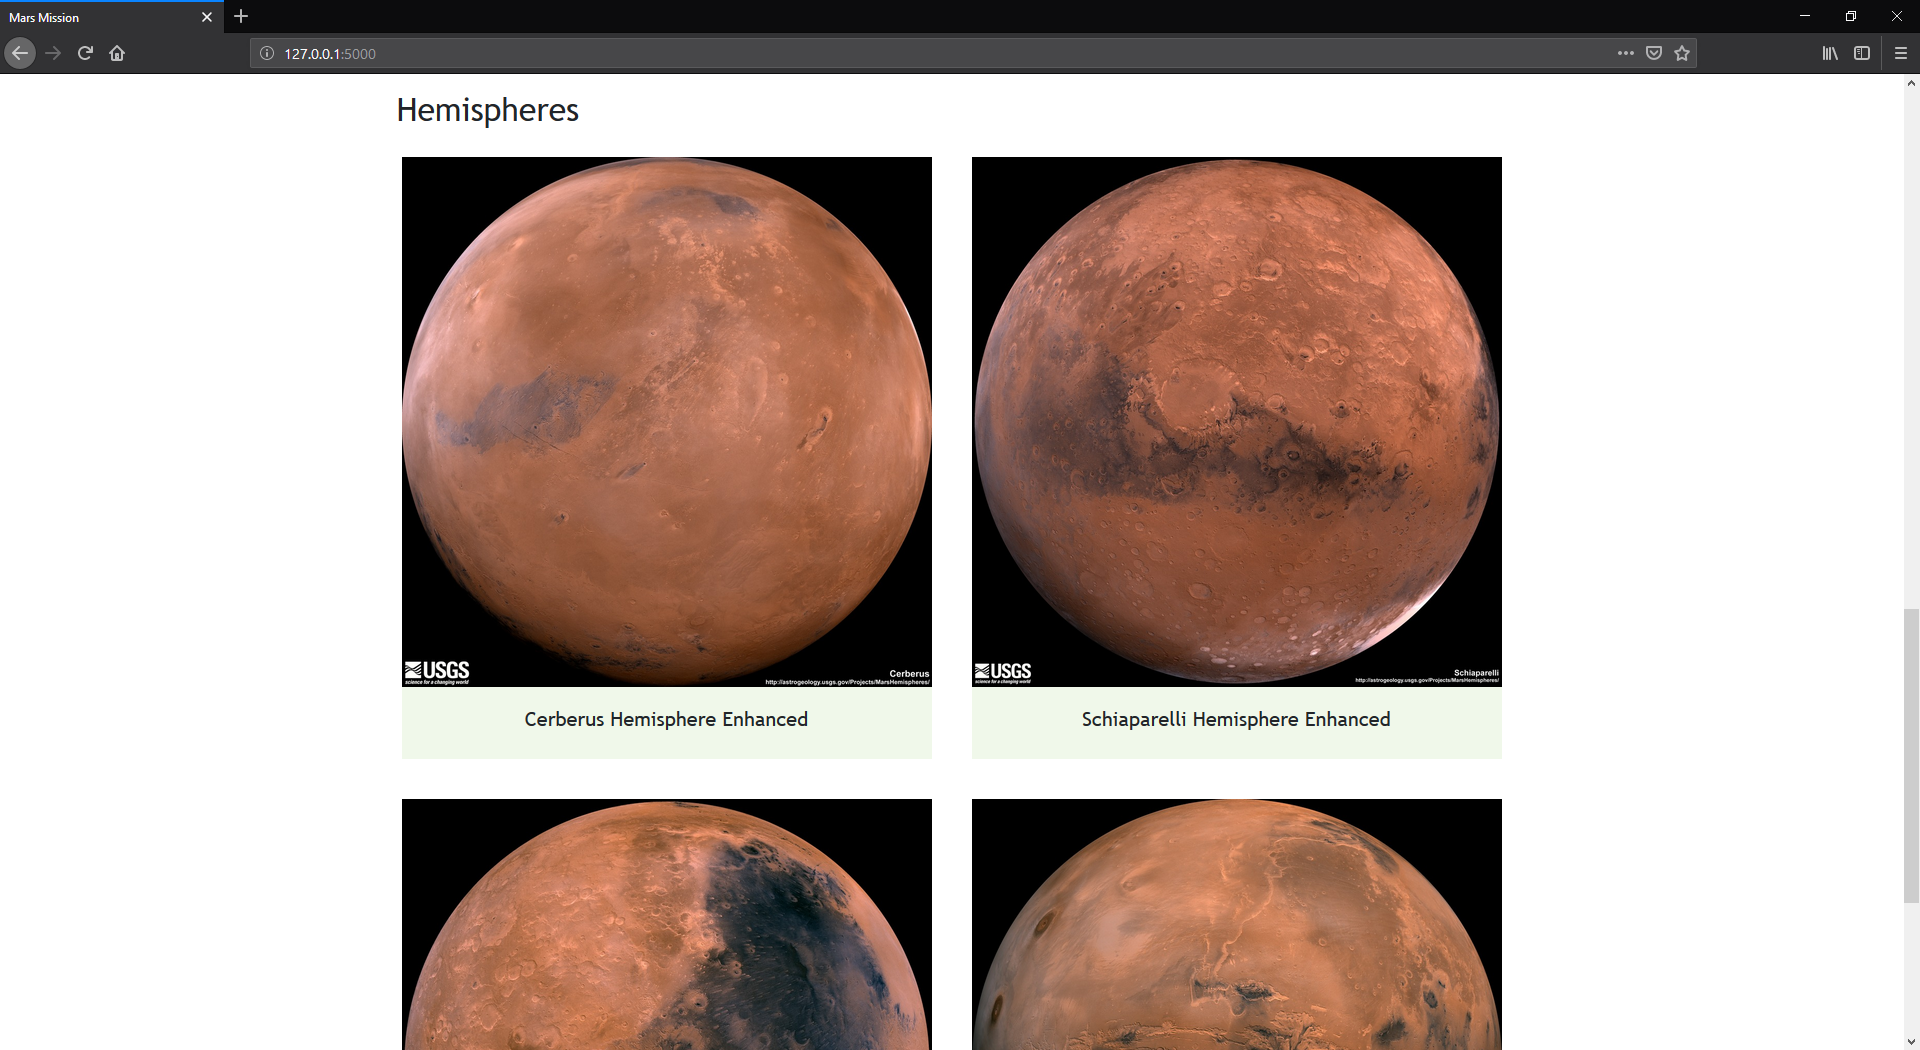 Mars Mission
127.0.0.1:5000
Hemispheres
USGS
science for a changing world
Cerberus
http://astrogeology.usgs.gov/Projects/MarsHemispheres/
USGS
science for a changing world
Schiaparelli
http://astrogeology.usgs.gov/Projects/MarsHemispheres/
Cerberus Hemisphere Enhanced
Schiaparelli Hemisphere Enhanced